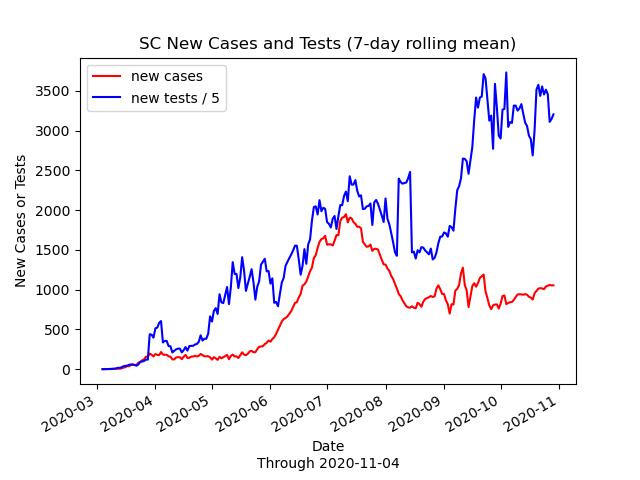 SC New Cases and Tests (7-day rolling mean)
new cases
new tests / 5
New Cases or Tests
3500
3000
2500
2000
1500
1000
500
0
2020-03
2020-04
2020-05
2020-06
2020-07
2020-08
2020-09
2020-10
2020-11
Date
Through 2020-11-04